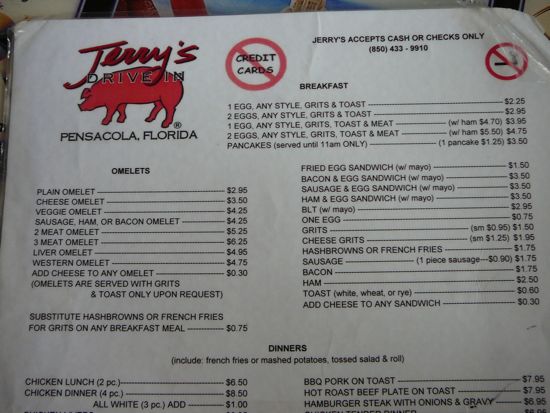 Jerry's
DRIVE IN
®
PENSACOLA, FLORIDA
CREDIT
CARDS
JERRY'S ACCEPTS CASH OR CHECKS ONLY
(850) 433 - 9910
BREAKFAST
1 EGG, ANY STYLE, GRITS & TOAST $2.25
2 EGGS, ANY STYLE, GRITS & TOAST $2.95
1 EGG, ANY STYLE, GRITS, TOAST & MEAT (w/ ham $4.70) $3.95
2 EGGS, ANY STYLE, GRITS, TOAST & MEAT (w/ ham $5.50) $4.75
PANCAKES (served until 11am ONLY) (1 pancake $1.25) $3.50
OMELETS
PLAIN OMELET $2.95
CHEESE OMELET $3.50
VEGGIE OMELET $4.25
SAUSAGE, HAM, OR BACON OMELET $4.25
2 MEAT OMELET $5.25
3 MEAT OMELET $6.25
LIVER OMELET $4.95
WESTERN OMELET $4.75
ADD CHEESE TO ANY OMELET $0.30
(OMELETS ARE SERVED WITH GRITS
& TOAST ONLY UPON REQUEST)
SUBSTITUTE HASHBROWNS OR FRENCH FRIES
FOR GRITS ON ANY BREAKFAST MEAL $0.75
FRIED EGG SANDWICH (w/ mayo) $1.50
BACON & EGG SANDWICH (w/ mayo) $3.50
SAUSAGE & EGG SANDWICH (w/ mayo) $3.50
HAM & EGG SANDWICH (w/ mayo) $3.50
BLT (w/ mayo) $2.95
ONE EGG $0.75
GRITS (sm $0.95) $1.50
CHEESE GRITS (sm $1.25) $1.95
HASHBROWNS OR FRENCH FRIES $1.75
SAUSAGE (1 piece sausage $0.90) $1.75
BACON $1.75
HAM $2.50
TOAST (white, wheat, or rye) $0.60
ADD CHEESE TO ANY SANDWICH $0.30
DINNERS
(include: french fries or mashed potatoes, tossed salad & roll)
CHICKEN LUNCH (2 pc.) $6.50
CHICKEN DINNER (4 pc.) $8.50
ALL WHITE (3 pc.) ADD $1.00
BBQ PORK ON TOAST $7.95
HOT ROAST BEEF PLATE ON TOAST $7.95
HAMBURGER STEAK WITH ONIONS & GRAVY $6.95